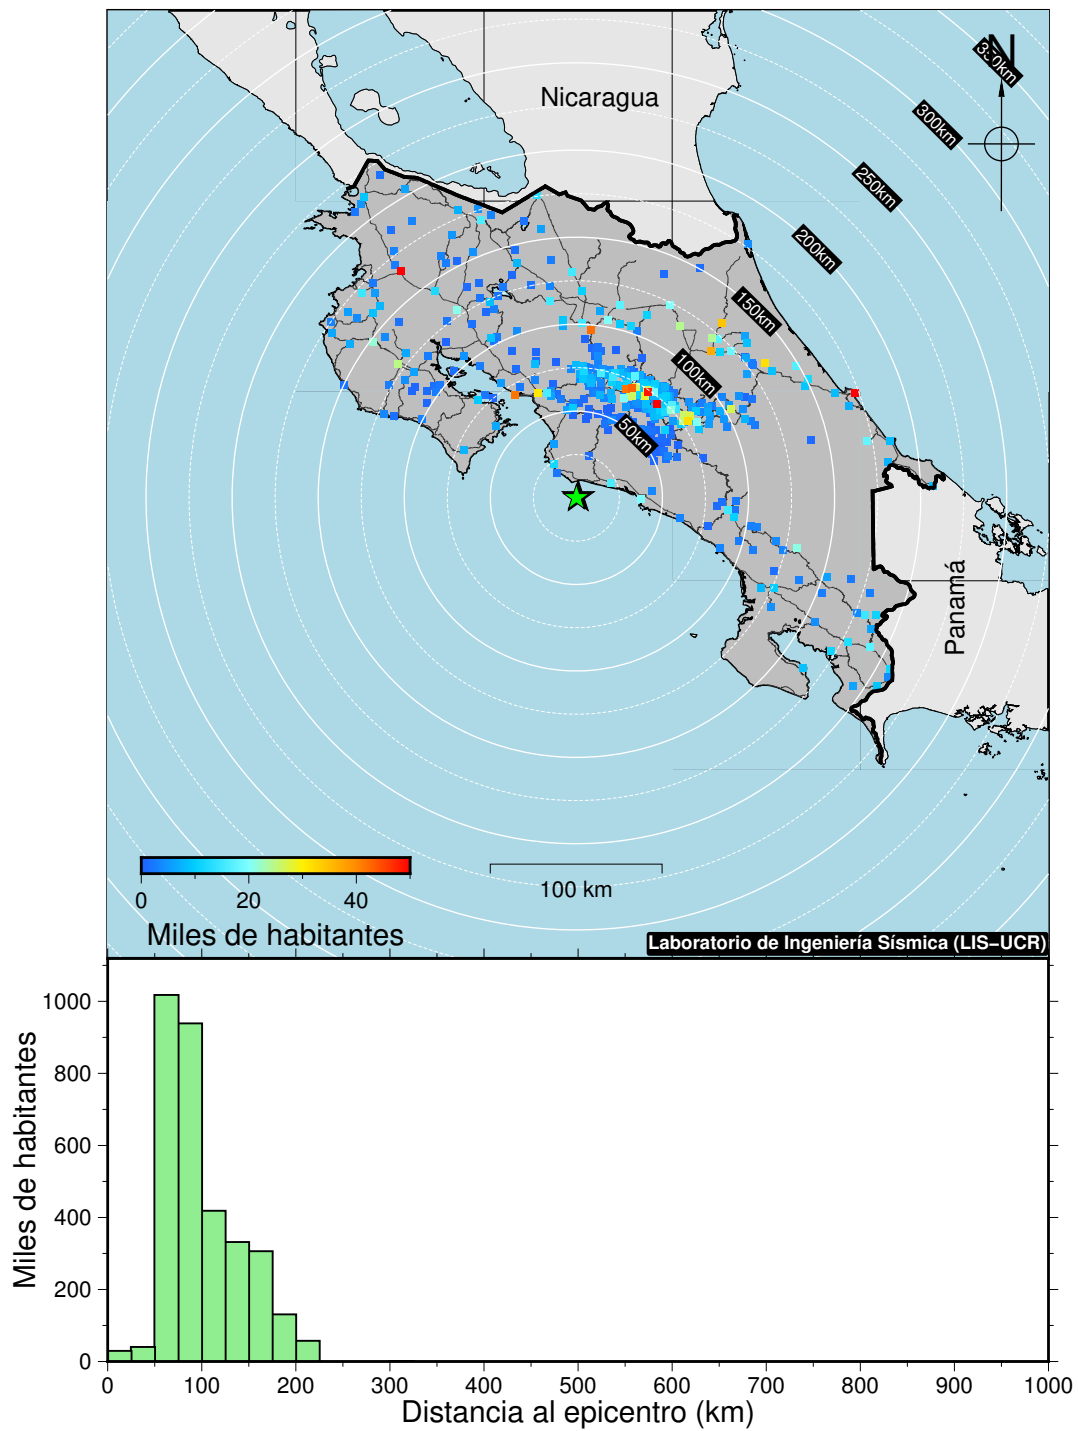 Nicaragua
N
350km
300km
250km
200km
150km
100km
50km
Panamá
0 20 40
Miles de habitantes
100 km
Laboratorio de Ingeniería Sísmica (LIS−UCR)
Miles de habitantes
1000
800
600
400
200
0
0 100 200 300 400 500 600 700 800 900 1000
Distancia al epicentro (km)